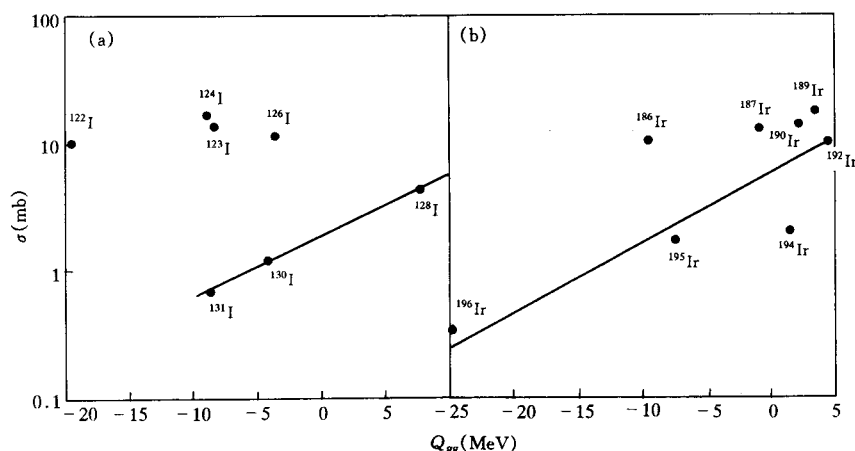 100
(a)
(b)
¹²⁴I
¹²²I
¹²³I
¹²⁶I
¹⁸⁹Ir
¹⁸⁷Ir
¹⁸⁶Ir
¹⁹⁰Ir
10
¹⁹²Ir
σ(mb)
¹²⁸I
¹⁹⁴Ir
¹⁹⁵Ir
1
¹³⁰I
¹³¹I
¹⁹⁶Ir
0.1
-20 -15 -10 -5 0 5 -25 -20 -15 -10 -5 0 5
Q_gg(MeV)